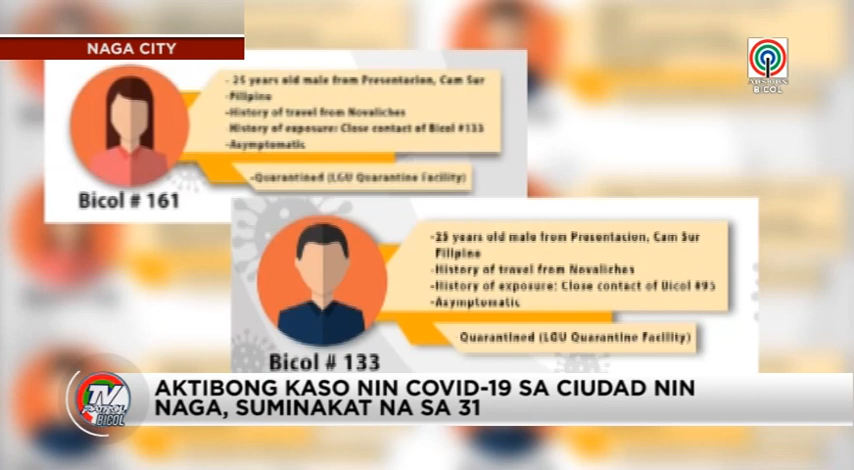 NAGA CITY
ABS-CBN
BICOL
- 25 years old male from Presentacion, Cam Sur
-Filipino
-History of travel from Novaliches
History of exposure: Close contact of Bicol #133
-Asymptomatic
-Quarantined (LGU Quarantine Facility)
Bicol # 161
-25 years old male from Presentacion, Cam Sur
Filipino
-History of travel from Novaliches
-History of exposure: Close contact of Bicol #95
-Asymptomatic
Quarantined (LGU Quarantine Facility)
Bicol # 133
TV
PATROL
BICOL
AKTIBONG KASO NIN COVID-19 SA CIUDAD NIN
NAGA, SUMINAKAT NA SA 31